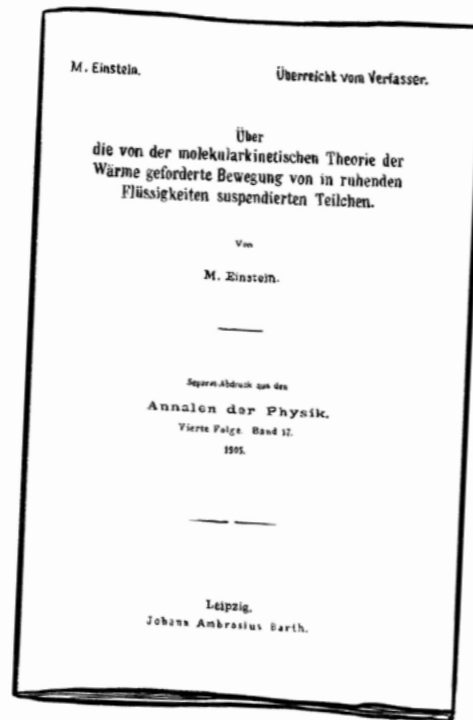 M. Einstein.
Überreicht vom Verfasser.
Über
die von der molekularkinetischen Theorie der
Wärme geforderte Bewegung von in ruhenden
Flüssigkeiten suspendierten Teilchen.
Von
M. Einstein.
Separat-Abdruck aus den
Annalen der Physik.
Vierte Folge. Band 17.
1905.
Leipzig.
Johann Ambrosius Barth.